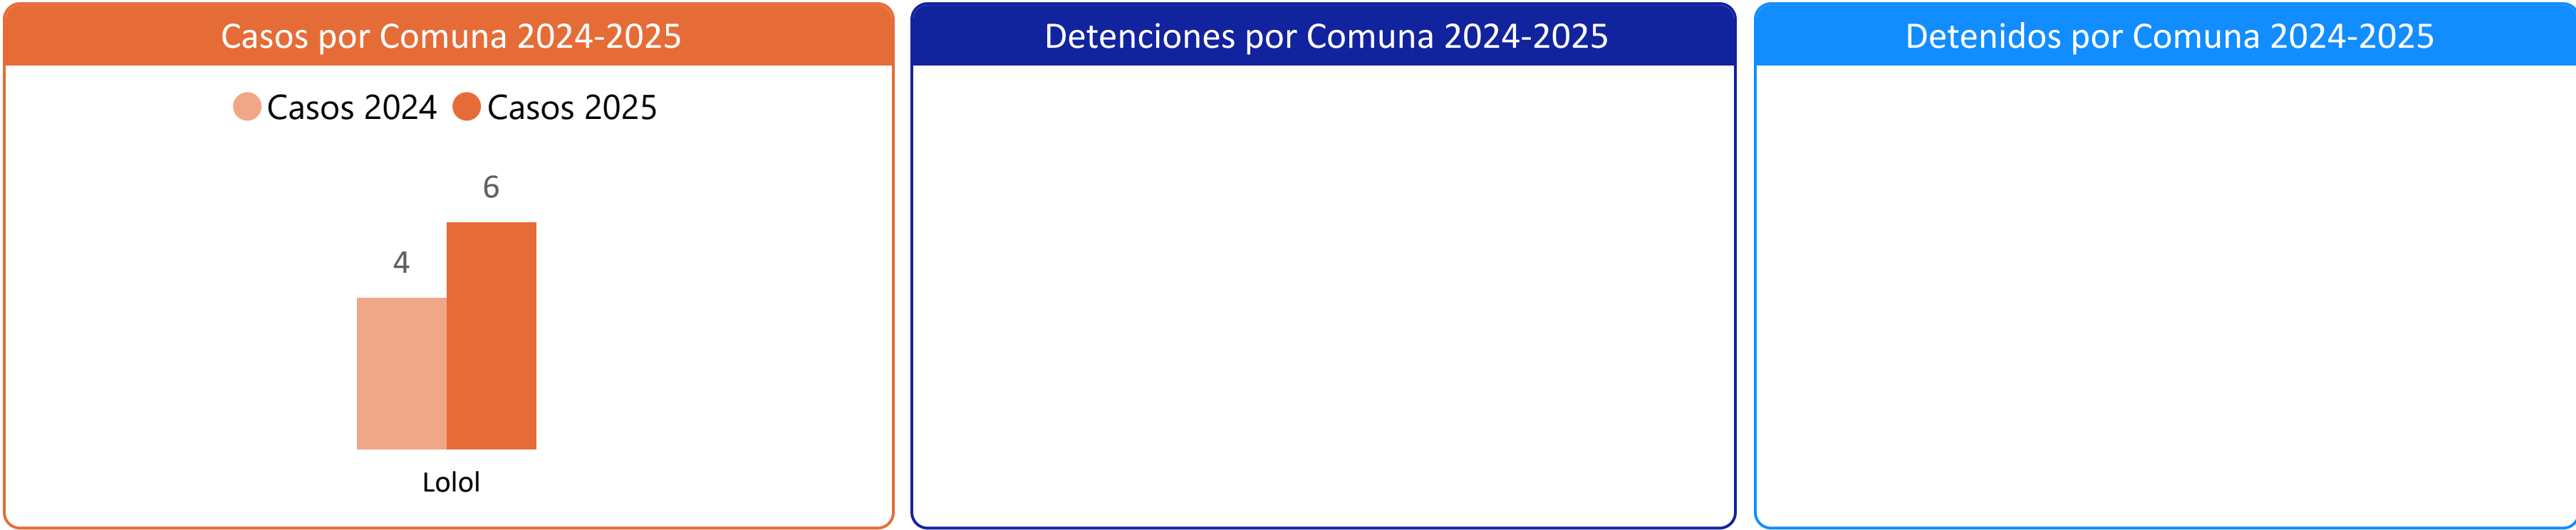 Casos por Comuna 2024-2025
Casos 2024 Casos 2025
6
4
Lolol
Detenciones por Comuna 2024-2025
Detenidos por Comuna 2024-2025